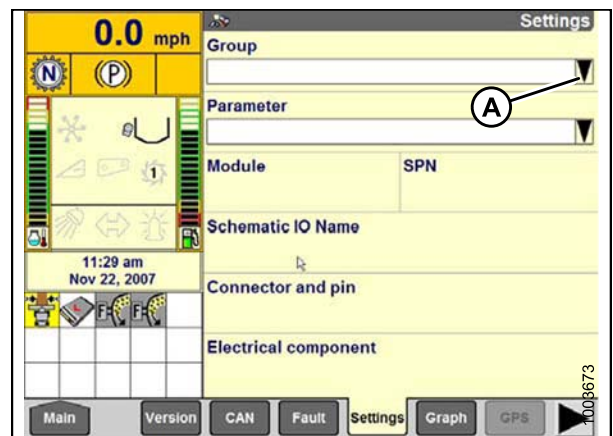 0.0 mph
N
(P)
1
11:29 am
Nov 22, 2007
L
F
F
Settings
Group
A
Parameter
Module
SPN
Schematic IO Name
Connector and pin
Electrical component
Main
Version
CAN
Fault
Settings
Graph
GPS
1003673